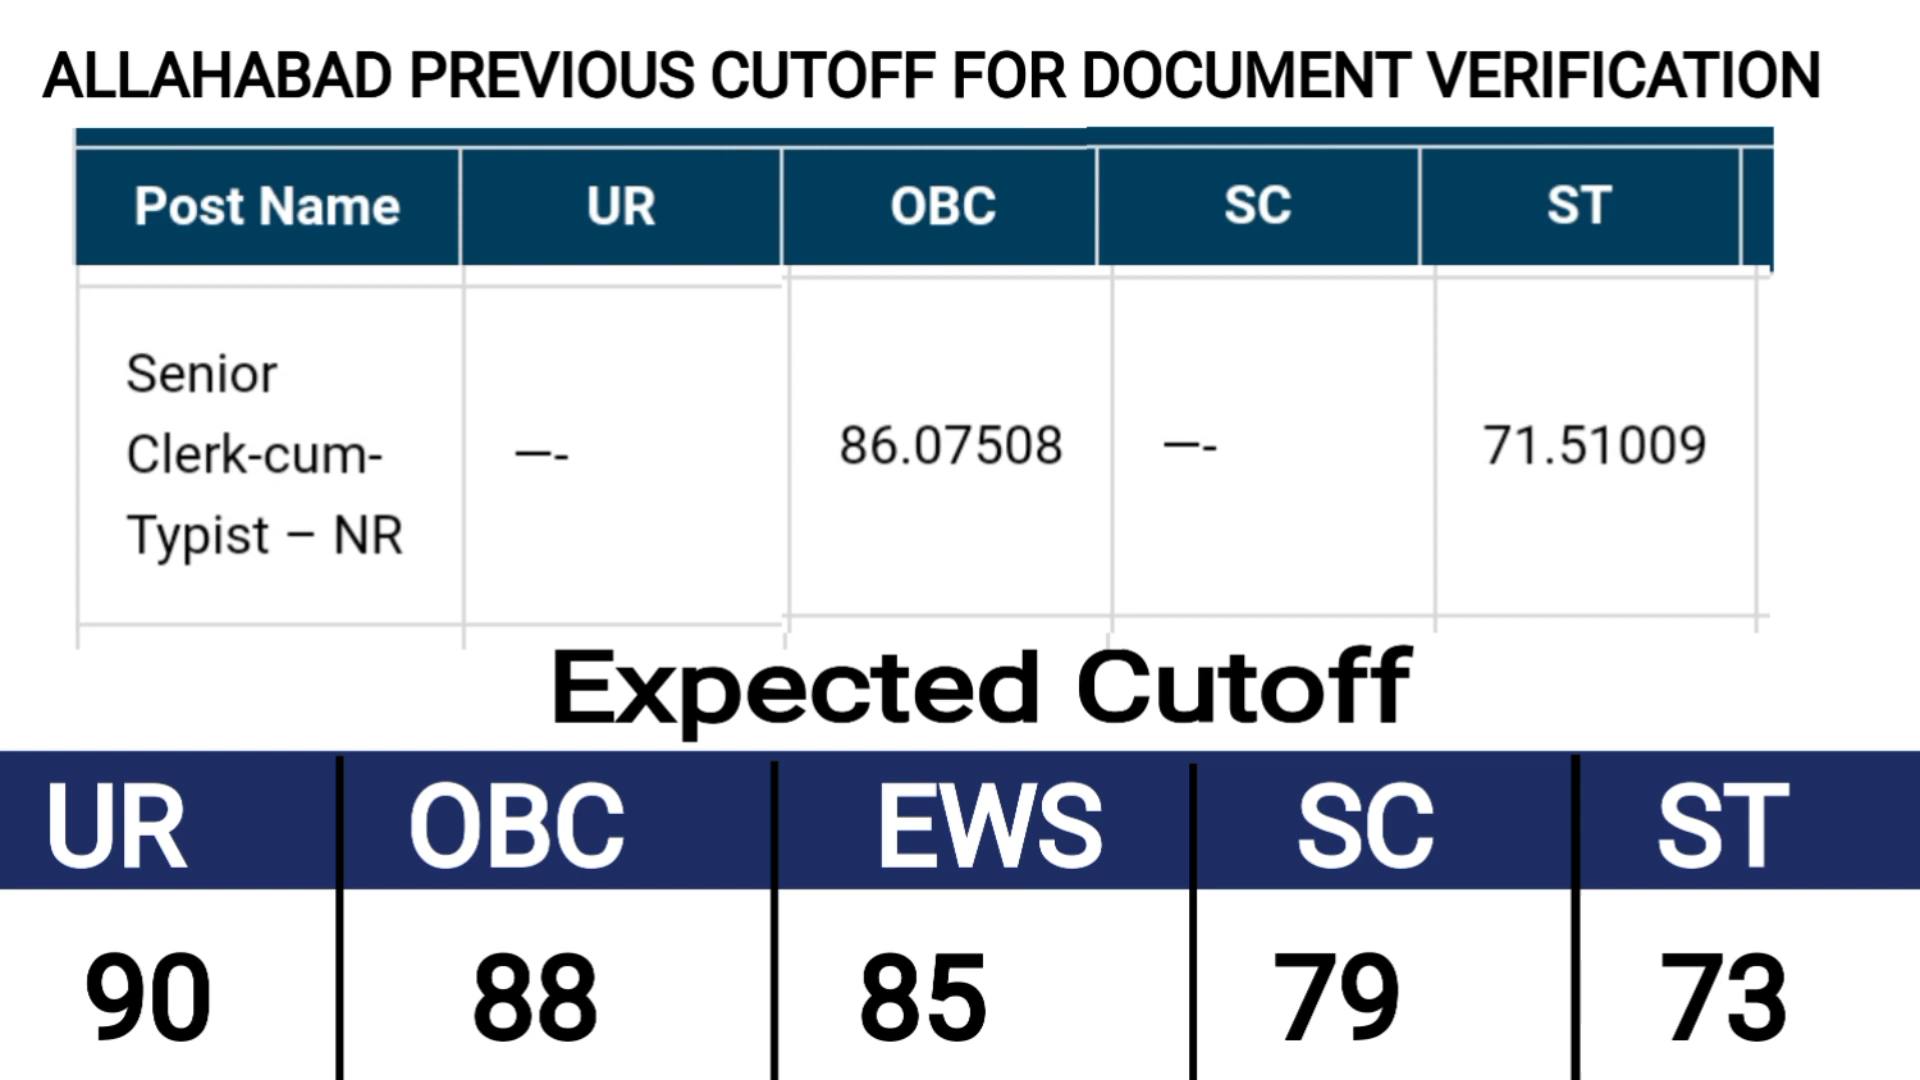 ALLAHABAD PREVIOUS CUTOFF FOR DOCUMENT VERIFICATION
Post Name UR OBC SC ST
Senior
Clerk-cum-
Typist – NR
—- 86.07508 —- 71.51009
Expected Cutoff
UR OBC EWS SC ST
90 88 85 79 73